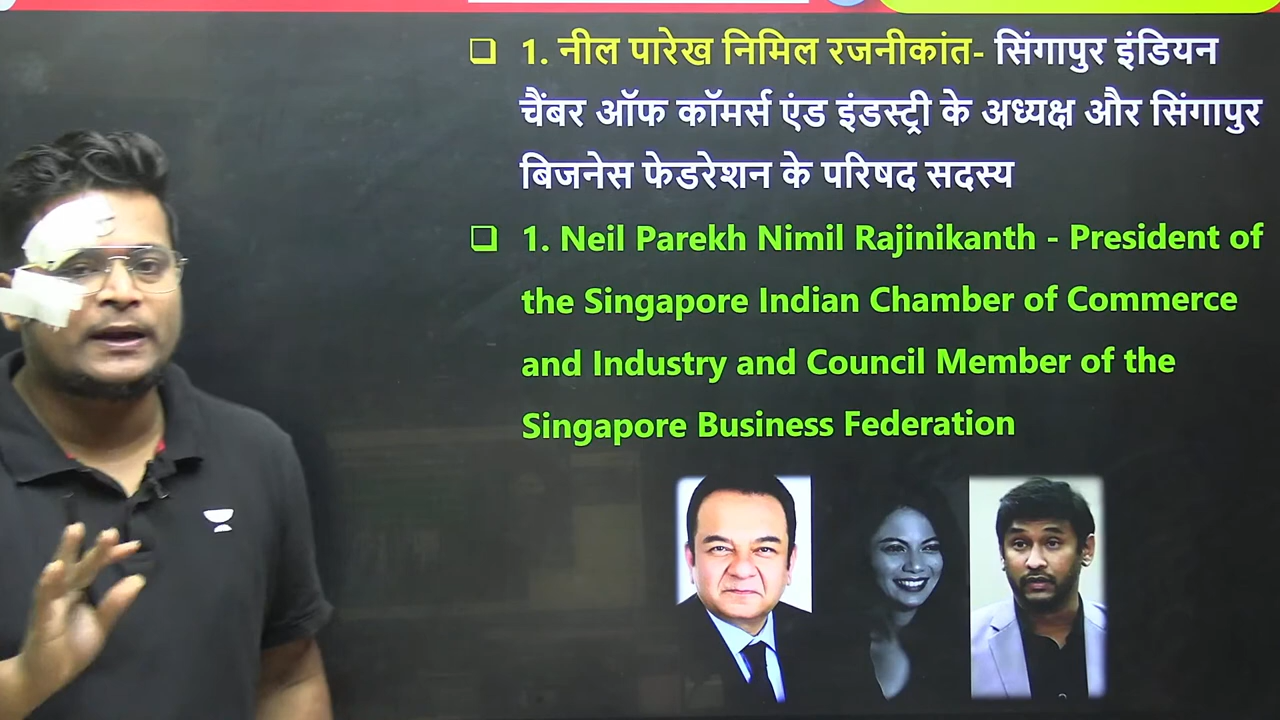 1. नील पारेख निमिल रजनीकांत- सिंगापुर इंडियन
चैंबर ऑफ कॉमर्स एंड इंडस्ट्री के अध्यक्ष और सिंगापुर
बिजनेस फेडरेशन के परिषद सदस्य
1. Neil Parekh Nimil Rajinikanth - President of
the Singapore Indian Chamber of Commerce
and Industry and Council Member of the
Singapore Business Federation